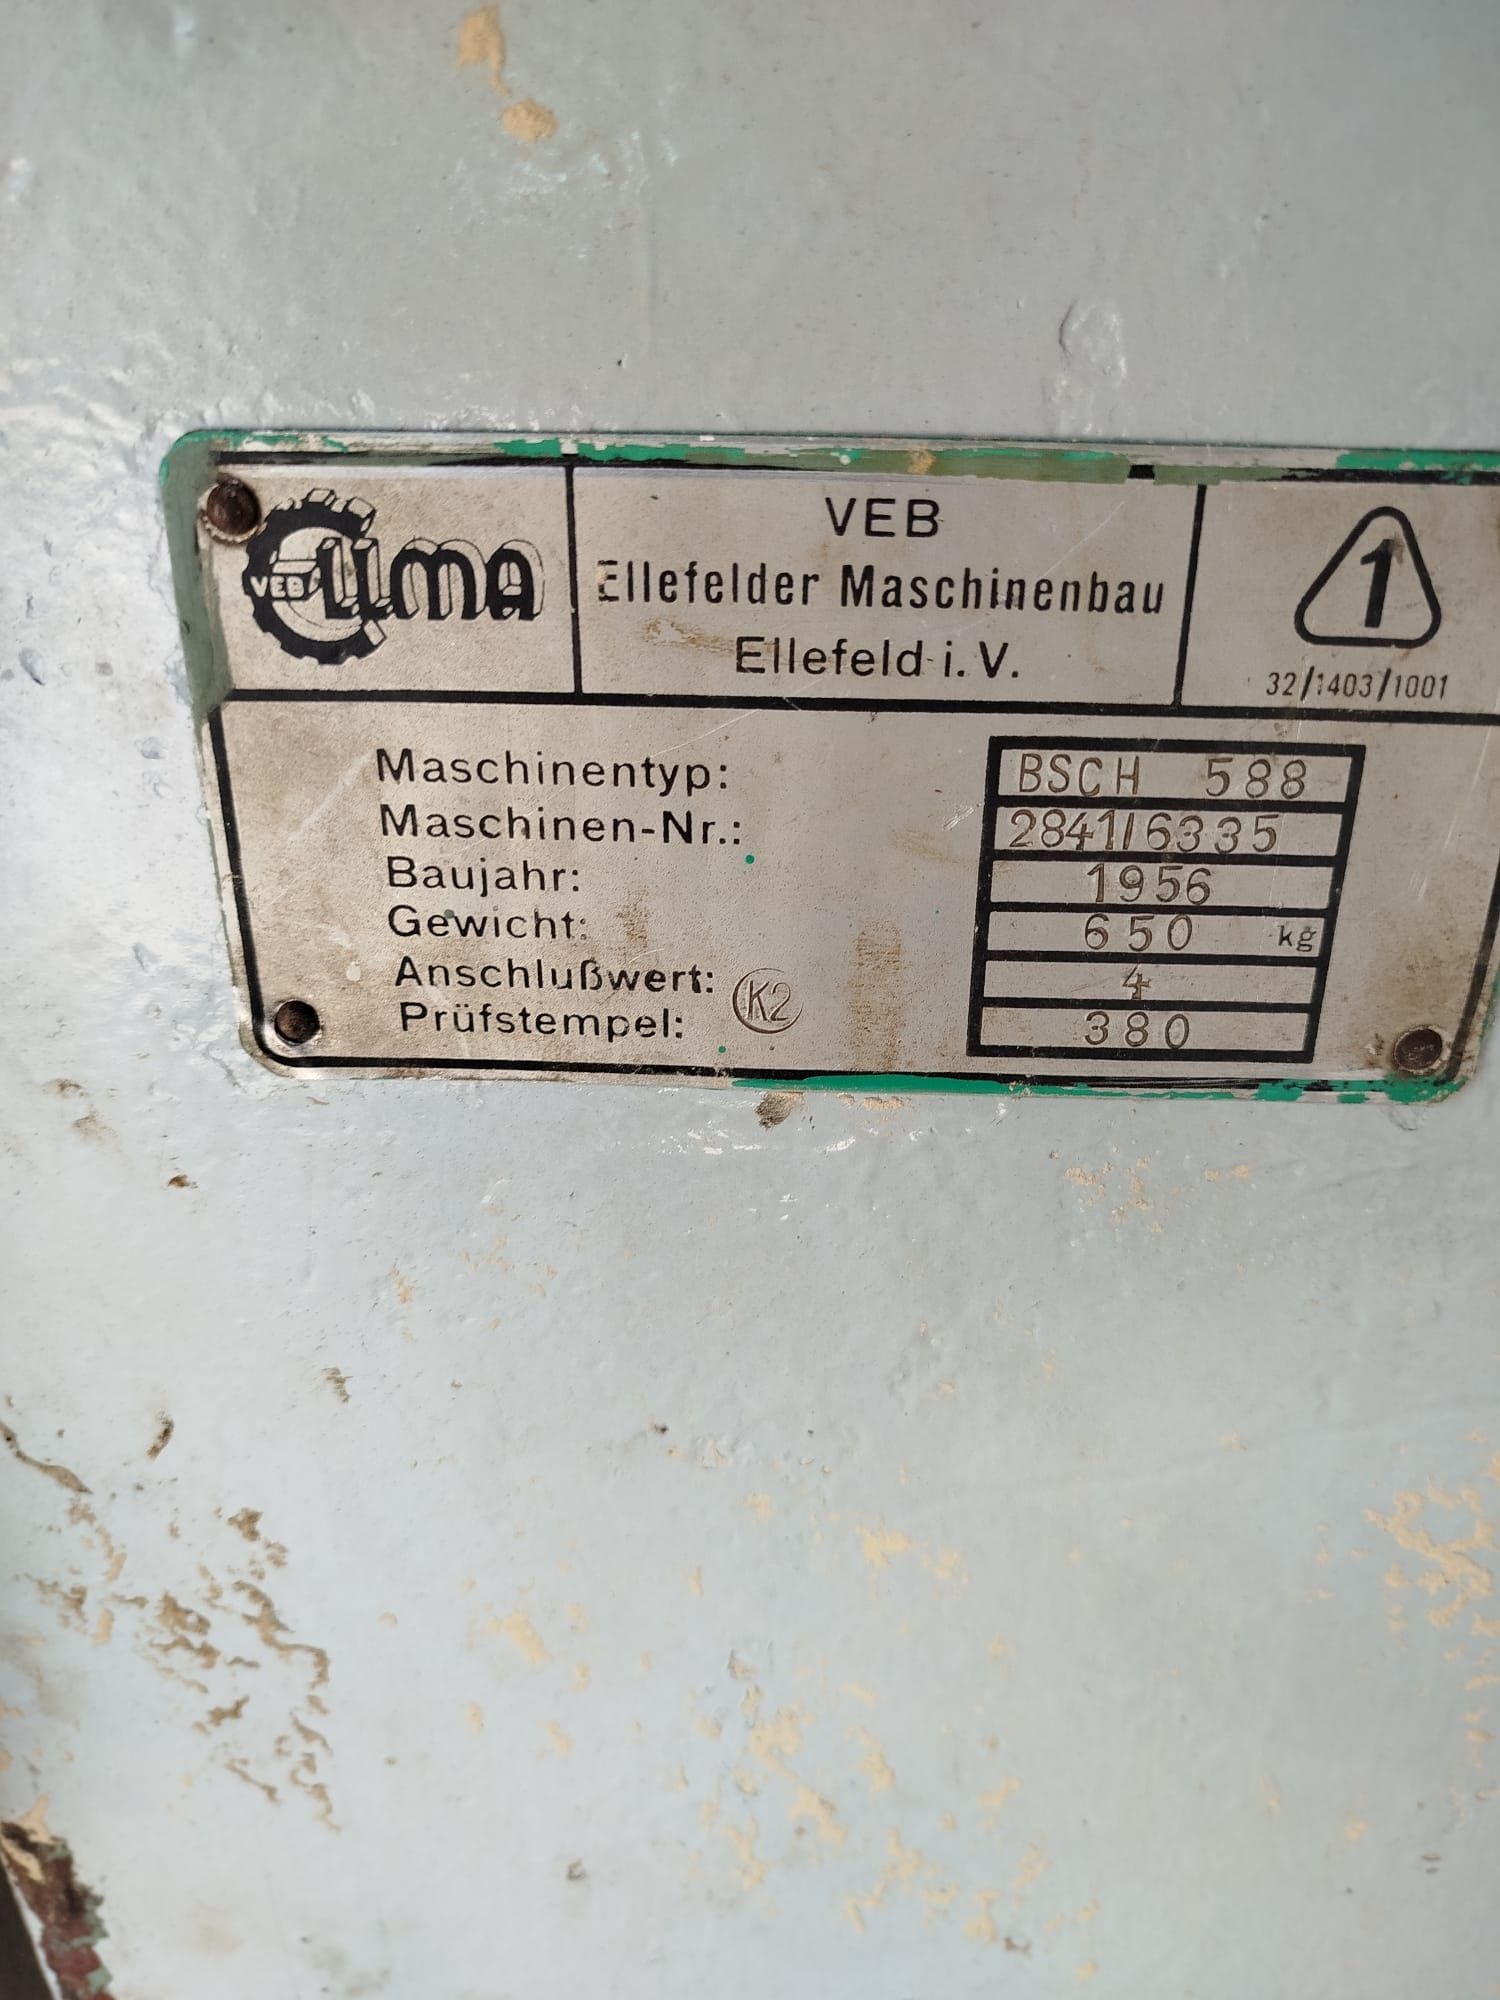 VEB ELLMA
VEB
Ellefelder Maschinenbau
Ellefeld i. V.
1
32/1403/1001
Maschinentyp: BSCH 588
Maschinen-Nr.: 2841/6335
Baujahr: 1956
Gewicht: 650 kg
Anschlußwert: 4
Prüfstempel: K2 380